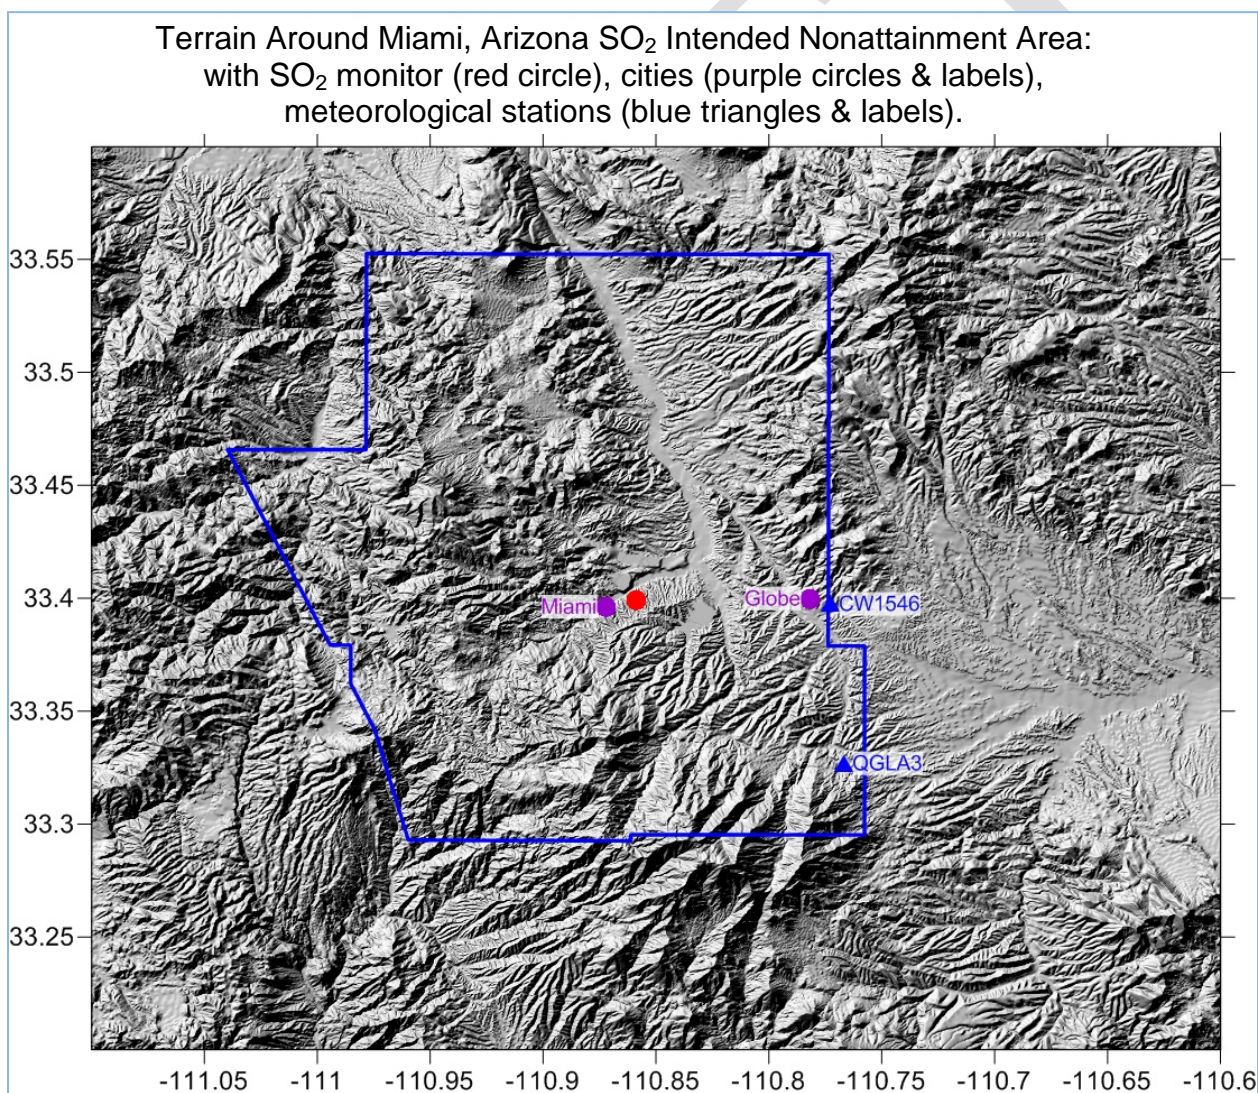 Terrain Around Miami, Arizona SO₂ Intended Nonattainment Area:
with SO₂ monitor (red circle), cities (purple circles & labels),
meteorological stations (blue triangles & labels).
33.55
33.5
33.45
33.4
Miami
Globe
CW1546
33.35
QGLA3
33.3
33.25
-111.05 -111 -110.95 -110.9 -110.85 -110.8 -110.75 -110.7 -110.65 -110.6